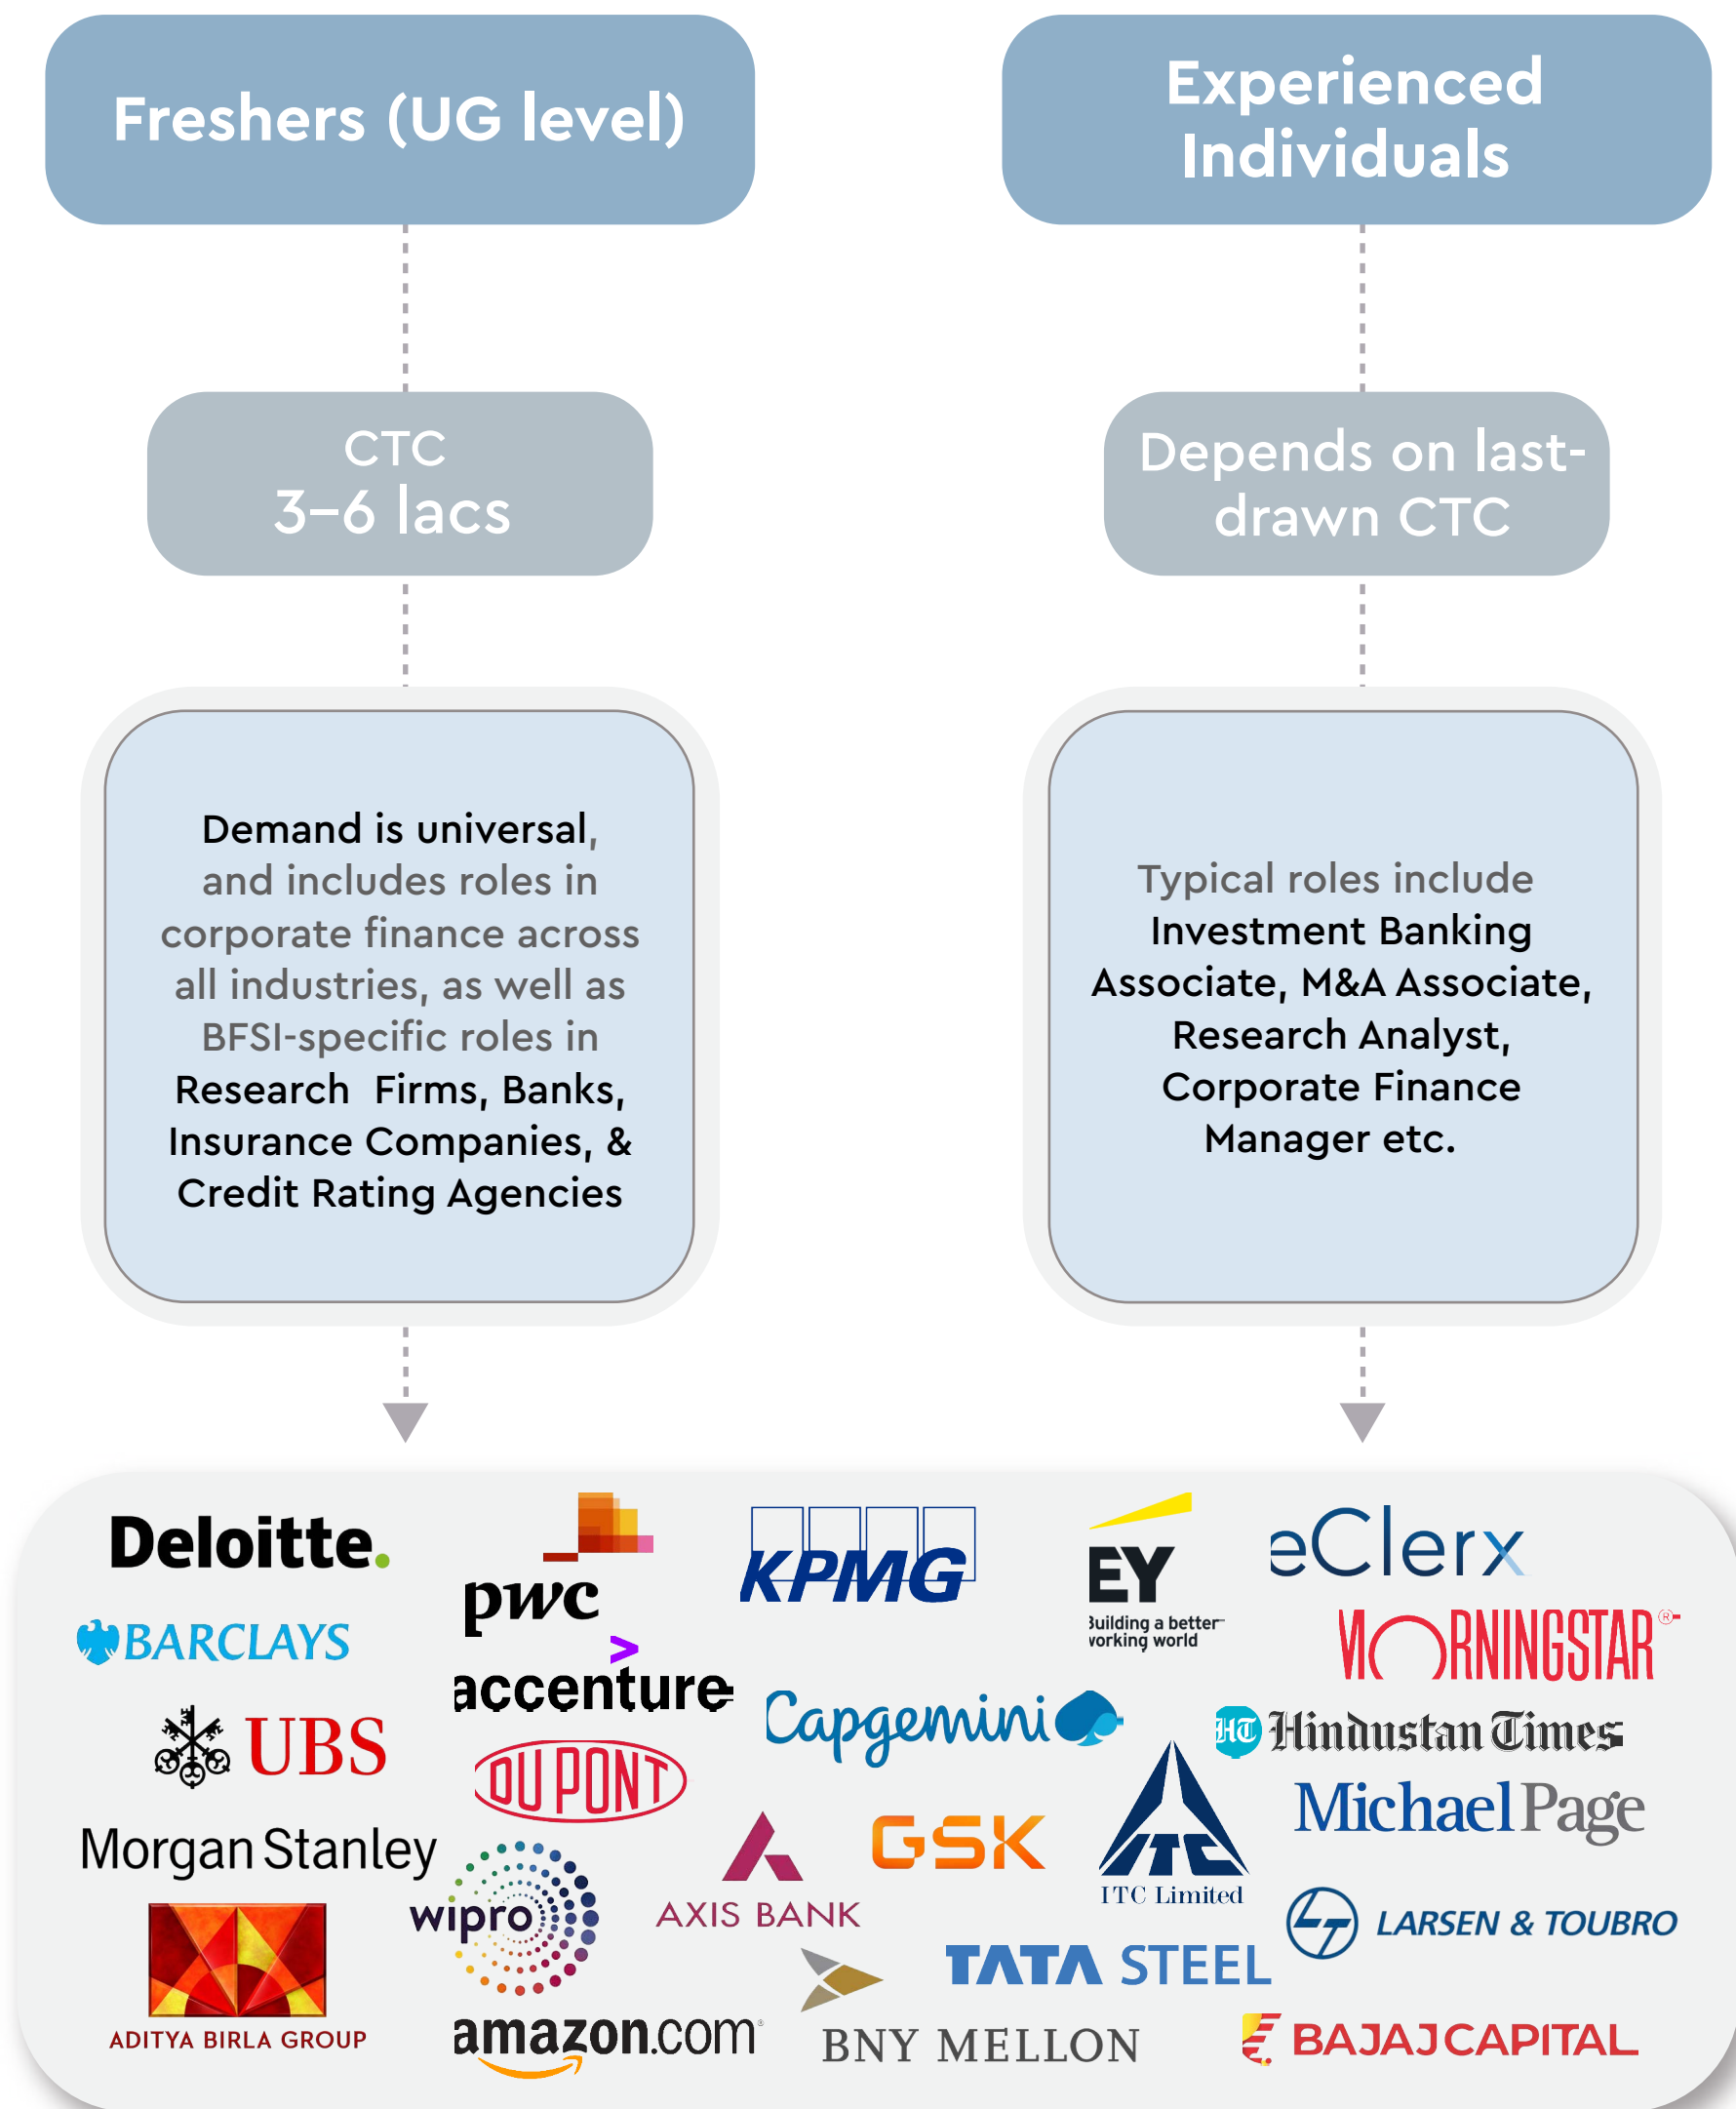 Freshers (UG level)
CTC
3–6 lacs
Demand is universal,
and includes roles in
corporate finance across
all industries, as well as
BFSI-specific roles in
Research Firms, Banks,
Insurance Companies, &
Credit Rating Agencies
Experienced
Individuals
Depends on last-
drawn CTC
Typical roles include
Investment Banking
Associate, M&A Associate,
Research Analyst,
Corporate Finance
Manager etc.
Deloitte.
pwc
KPMG
EY
Building a better
working world
eClerx
BARCLAYS
accenture
MORNINGSTAR®
UBS
Capgemini
HT Hindustan Times
DUPONT
Morgan Stanley
GSK
ITC
ITC Limited
Michael Page
wipro
AXIS BANK
LT LARSEN & TOUBRO
TATA STEEL
ADITYA BIRLA GROUP
amazon.com®
BNY MELLON
BAJAJ CAPITAL